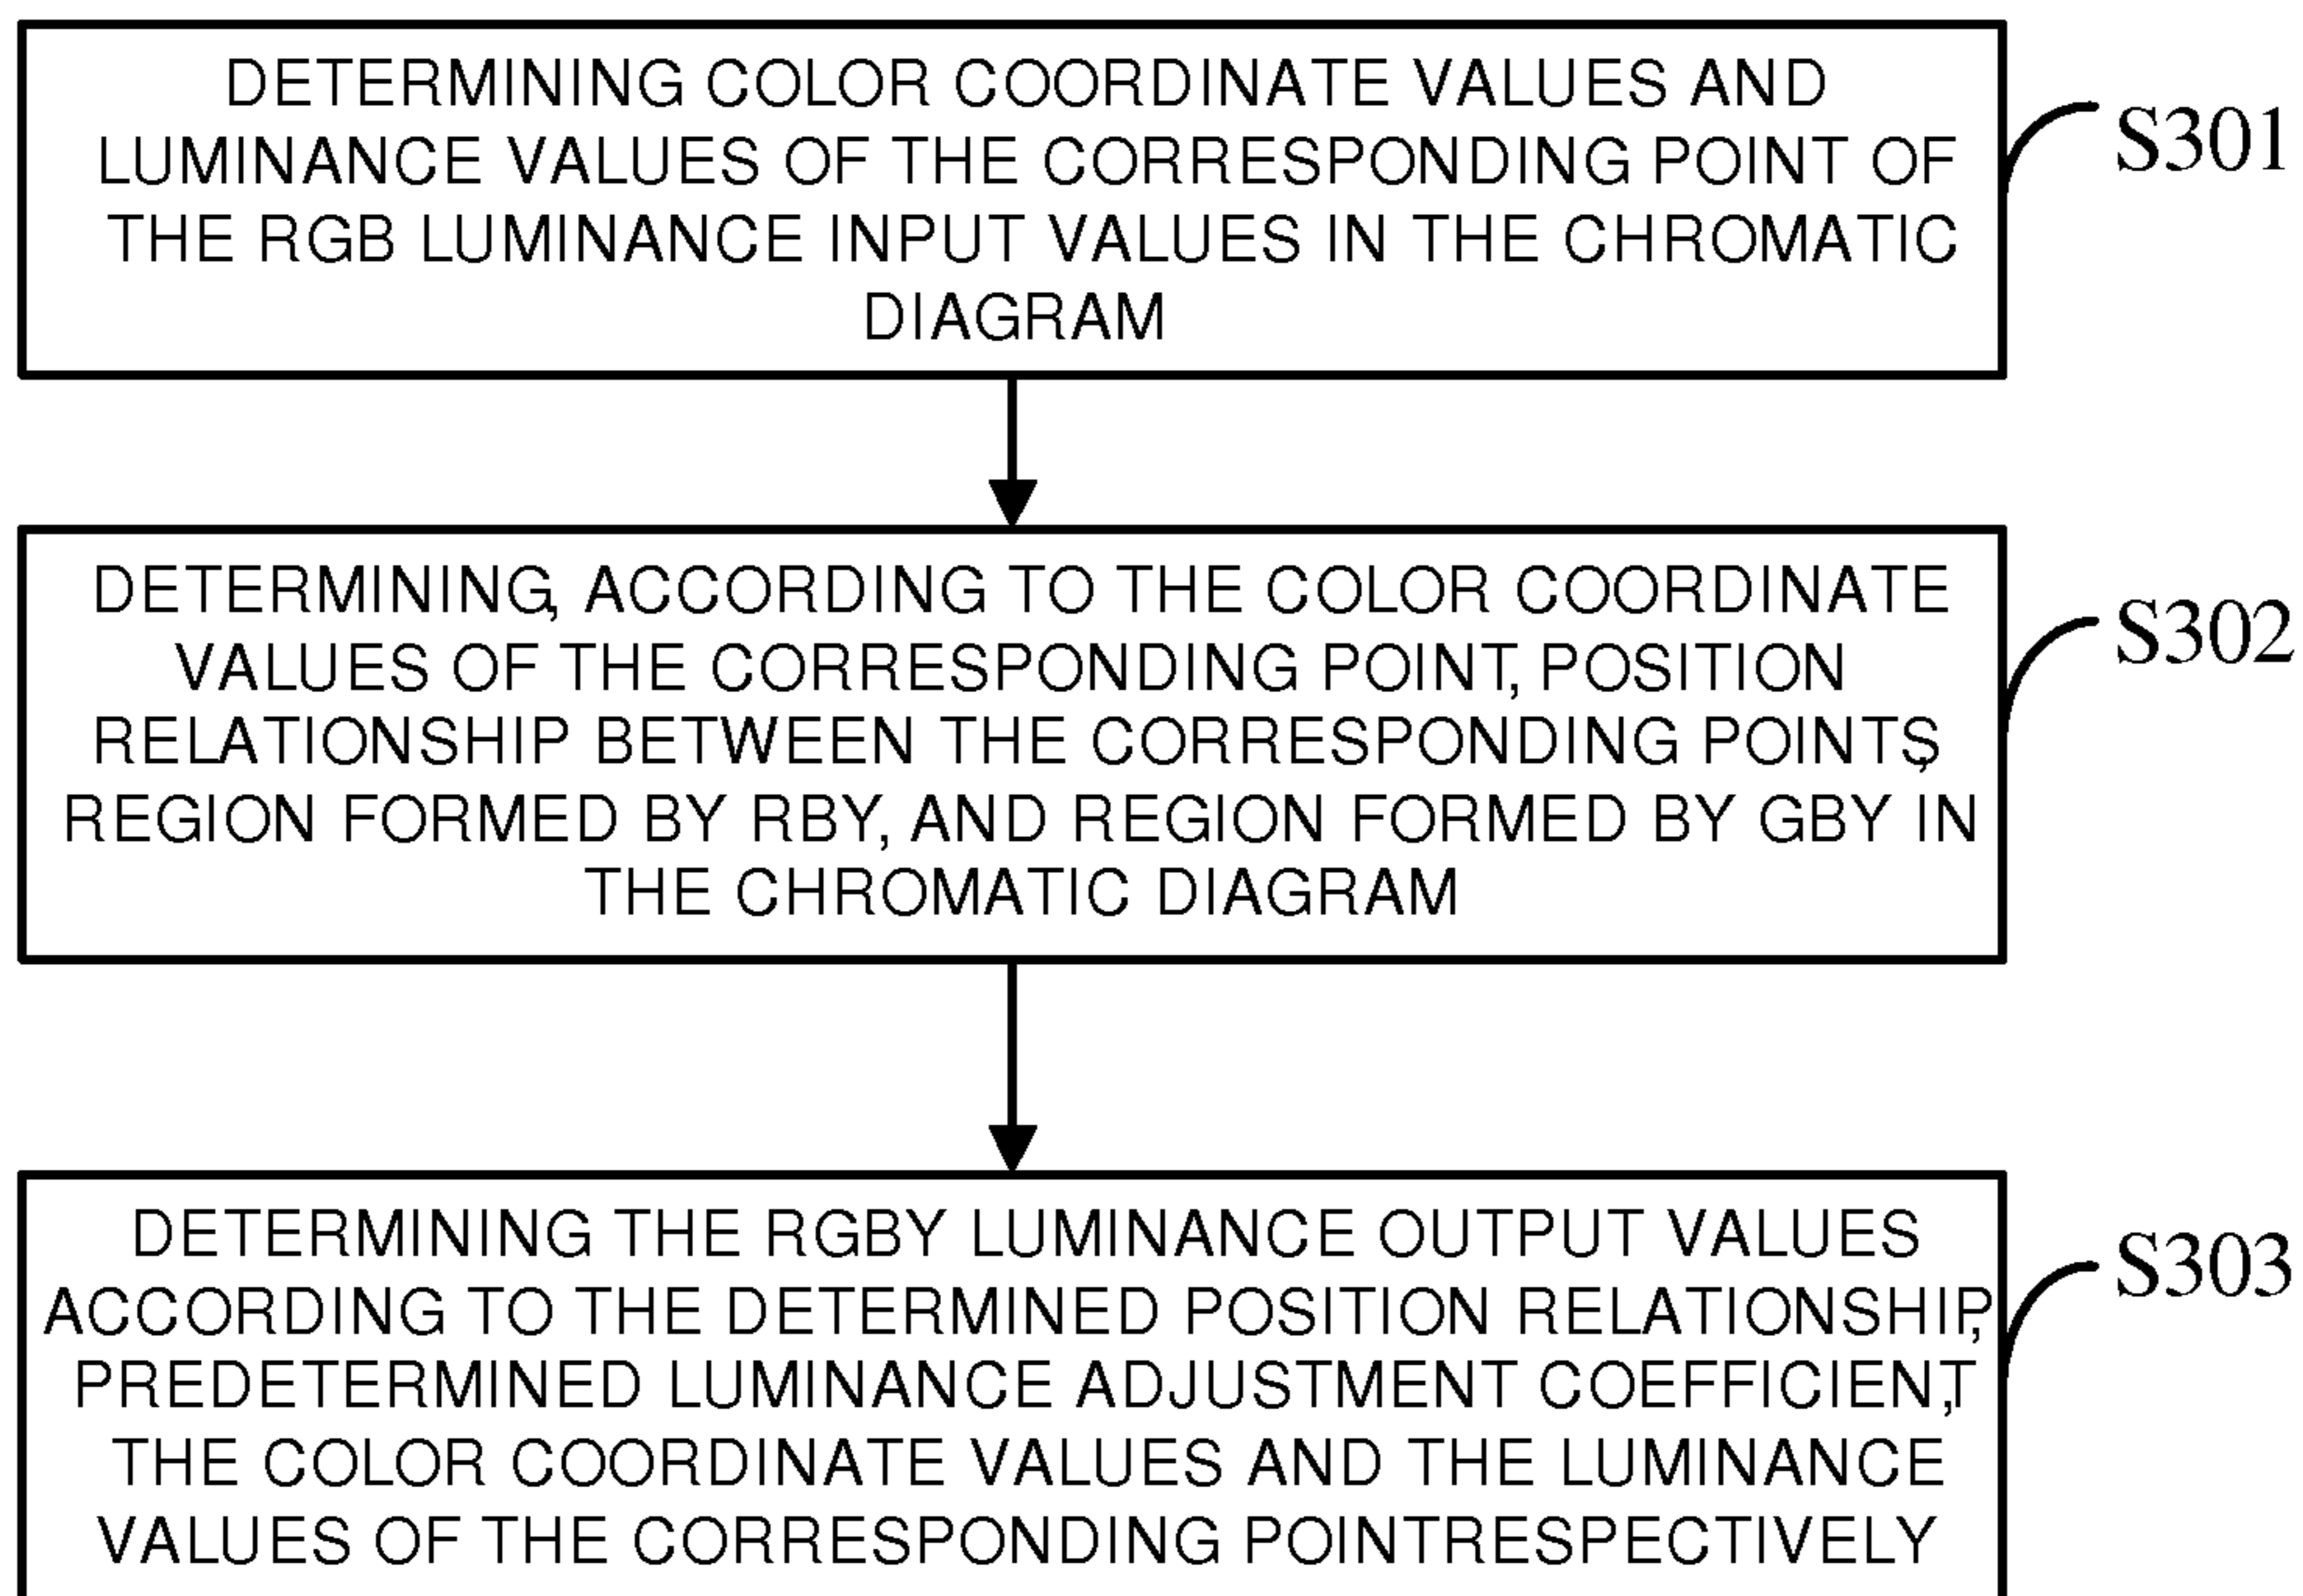 DETERMINING COLOR COORDINATE VALUES AND
LUMINANCE VALUES OF THE CORRESPONDING POINT OF
THE RGB LUMINANCE INPUT VALUES IN THE CHROMATIC
DIAGRAM
S301
DETERMINING, ACCORDING TO THE COLOR COORDINATE
VALUES OF THE CORRESPONDING POINT, POSITION
RELATIONSHIP BETWEEN THE CORRESPONDING POINTS,
REGION FORMED BY RBY, AND REGION FORMED BY GBY IN
THE CHROMATIC DIAGRAM
S302
DETERMINING THE RGBY LUMINANCE OUTPUT VALUES
ACCORDING TO THE DETERMINED POSITION RELATIONSHIP,
PREDETERMINED LUMINANCE ADJUSTMENT COEFFICIENT,
THE COLOR COORDINATE VALUES AND THE LUMINANCE
VALUES OF THE CORRESPONDING POINTRESPECTIVELY
S303